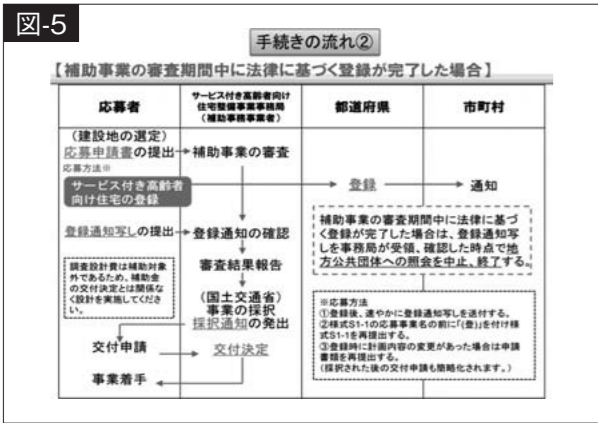 図-5
手続きの流れ②
【補助事業の審査期間中に法律に基づく登録が完了した場合】
応募者
サービス付き高齢者向け
住宅整備事業事務局
(補助事務事業者)
都道府県
市町村
(建設地の選定)
応募申請書の提出
補助事業の審査
応募方法※
サービス付き高齢者
向け住宅の登録
登録
通知
登録通知写しの提出
登録通知の確認
補助事業の審査期間中に法律に基づ
く登録が完了した場合は、登録通知写
しを事務局が受領、確認した時点で地
方公共団体への照会を中止、終了する。
調査設計費は補助対象
外であるため、補助金
の交付決定とは関係な
く設計を実施してくださ
い。
審査結果報告
(国土交通省)
事業の採択
採択通知の発出
※応募方法
①登録後、速やかに登録通知写しを送付する。
②様式S1-1の応募事業名の前に「(登)」を付け様
式S1-1を再提出する。
③登録時に計画内容の変更があった場合は申請
書類を再提出する。
(採択された後の交付申請も簡略化されます。)
交付申請
交付決定
事業着手